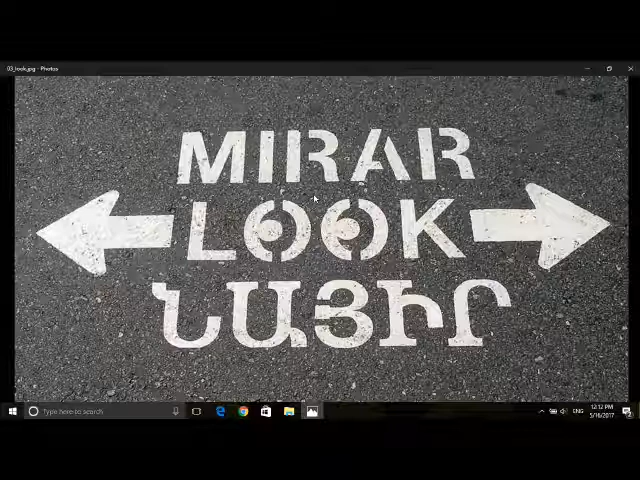 03_look.jpg - Photos
MIRAR
LOOK
ՆԱՅԻՐ
Type here to search
ENG
12:12 PM
5/16/2017